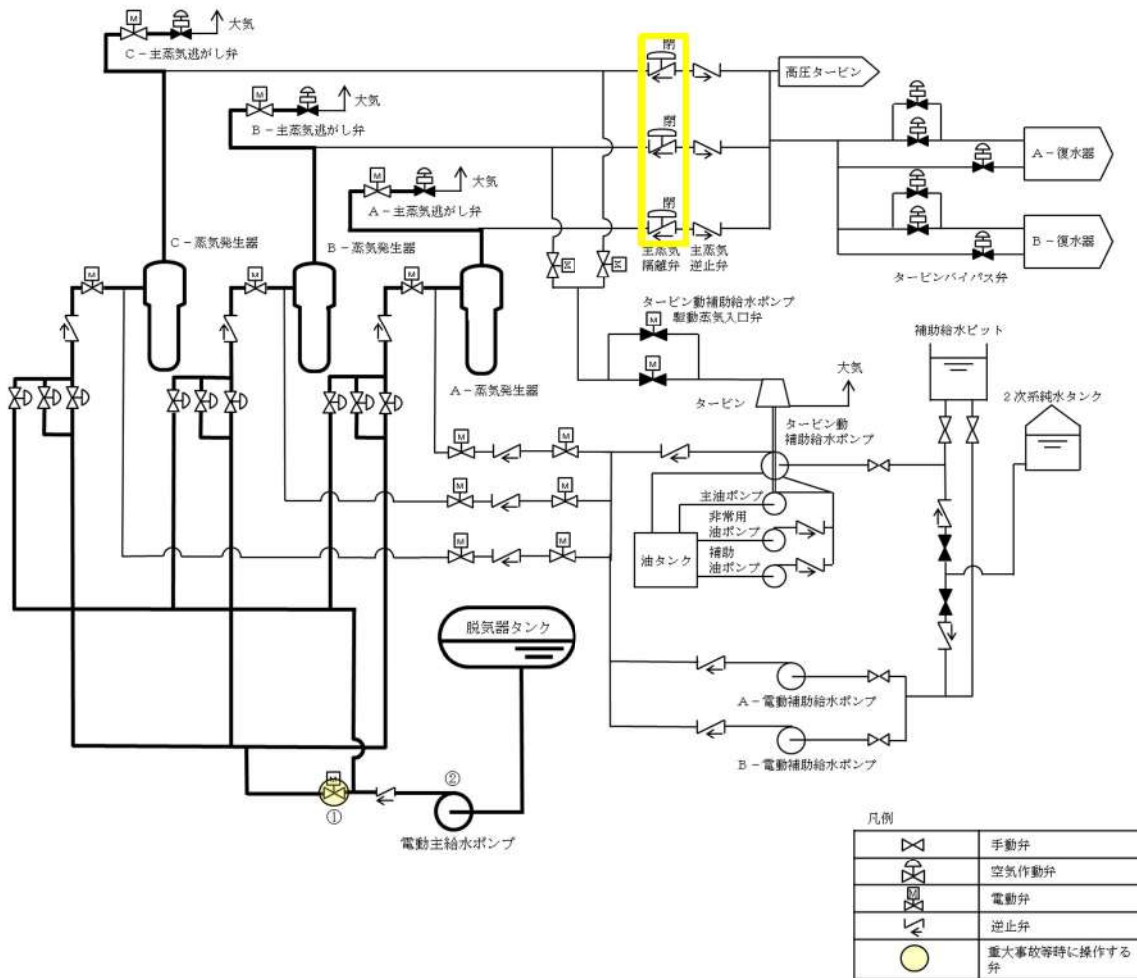 M
大気
C-主蒸気逃がし弁
M
大気
B-主蒸気逃がし弁
M
大気
A-主蒸気逃がし弁
閉
閉
閉
主蒸気
隔離弁
主蒸気
逆止弁
高圧タービン
A-復水器
B-復水器
タービンバイパス弁
C-蒸気発生器
B-蒸気発生器
A-蒸気発生器
M
M
M
M
M
タービン動補助給水ポンプ
駆動蒸気入口弁
M
M
タービン
大気
タービン動
補助給水ポンプ
補助給水ピット
2次系純水タンク
M
M
M
M
M
M
主油ポンプ
非常用
油ポンプ
補助
油ポンプ
油タンク
脱気器タンク
A-電動補助給水ポンプ
B-電動補助給水ポンプ
M
①
②
電動主給水ポンプ
凡例
手動弁
空気作動弁
M
電動弁
逆止弁
重大事故等時に操作する
弁